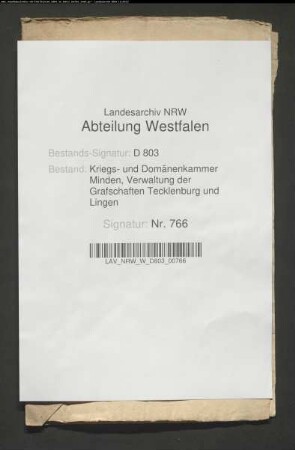 Landesarchiv NRW
Abteilung Westfalen
Bestands-Signatur: D 803
Bestand: Kriegs- und Domänenkammer
Minden, Verwaltung der
Grafschaften Tecklenburg und
Lingen
Signatur: Nr. 766
LAV_NRW_W_D803_00766